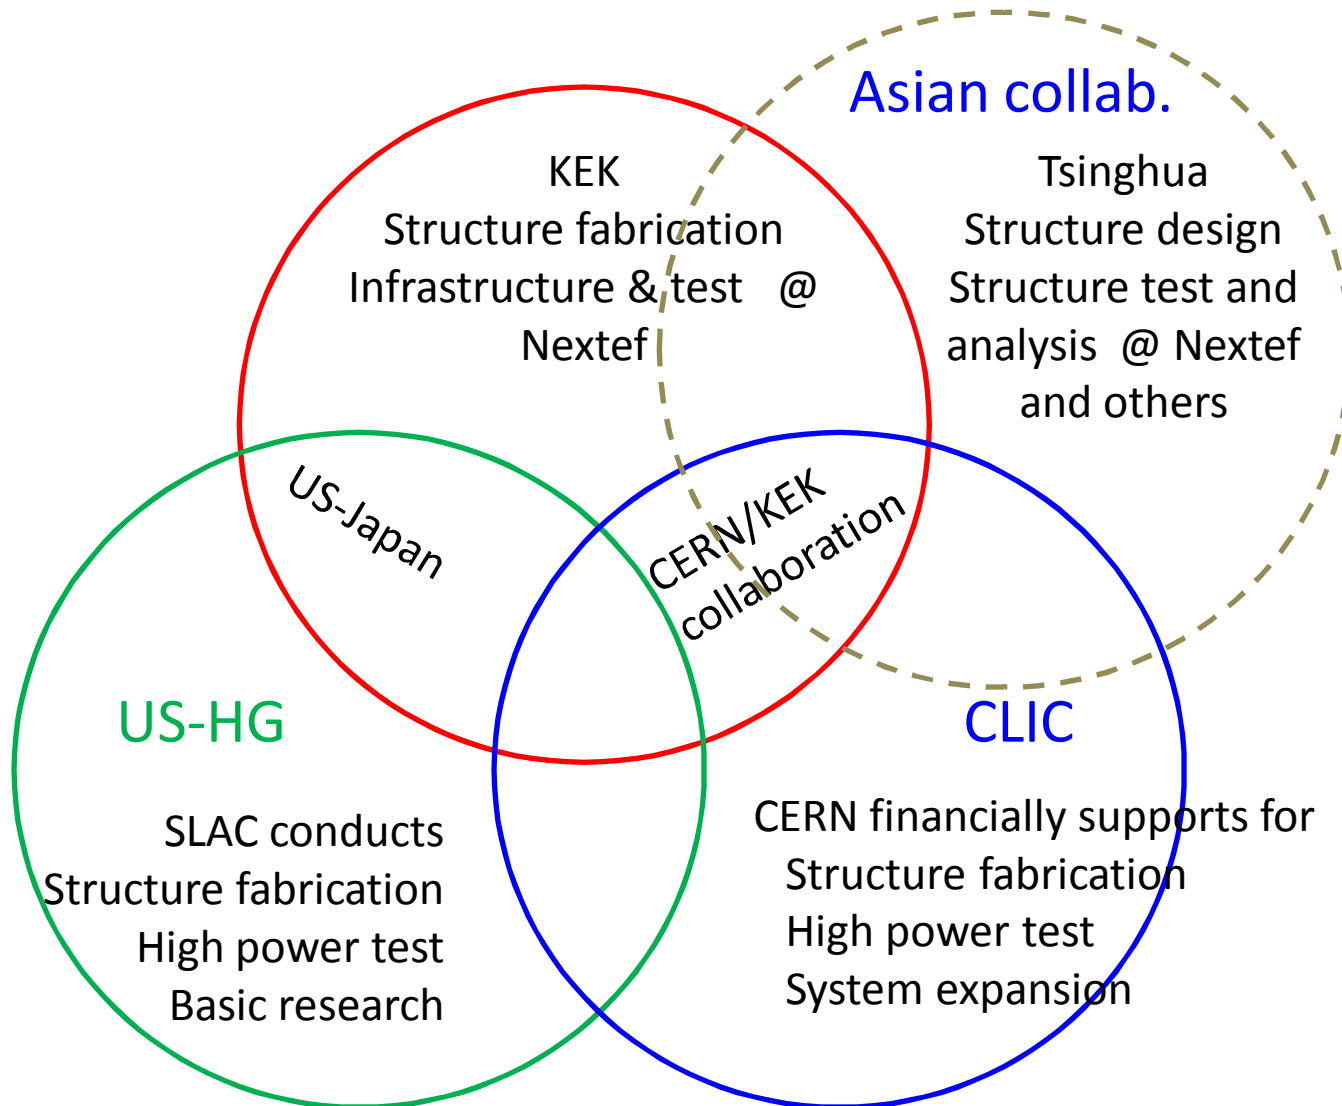 Asian collab.
KEK
Structure fabrication
Infrastructure & test @
Nextef
Tsinghua
Structure design
Structure test and
analysis @ Nextef
and others
US-Japan
CERN/KEK
collaboration
US-HG
SLAC conducts
Structure fabrication
High power test
Basic research
CLIC
CERN financially supports for
Structure fabrication
High power test
System expansion